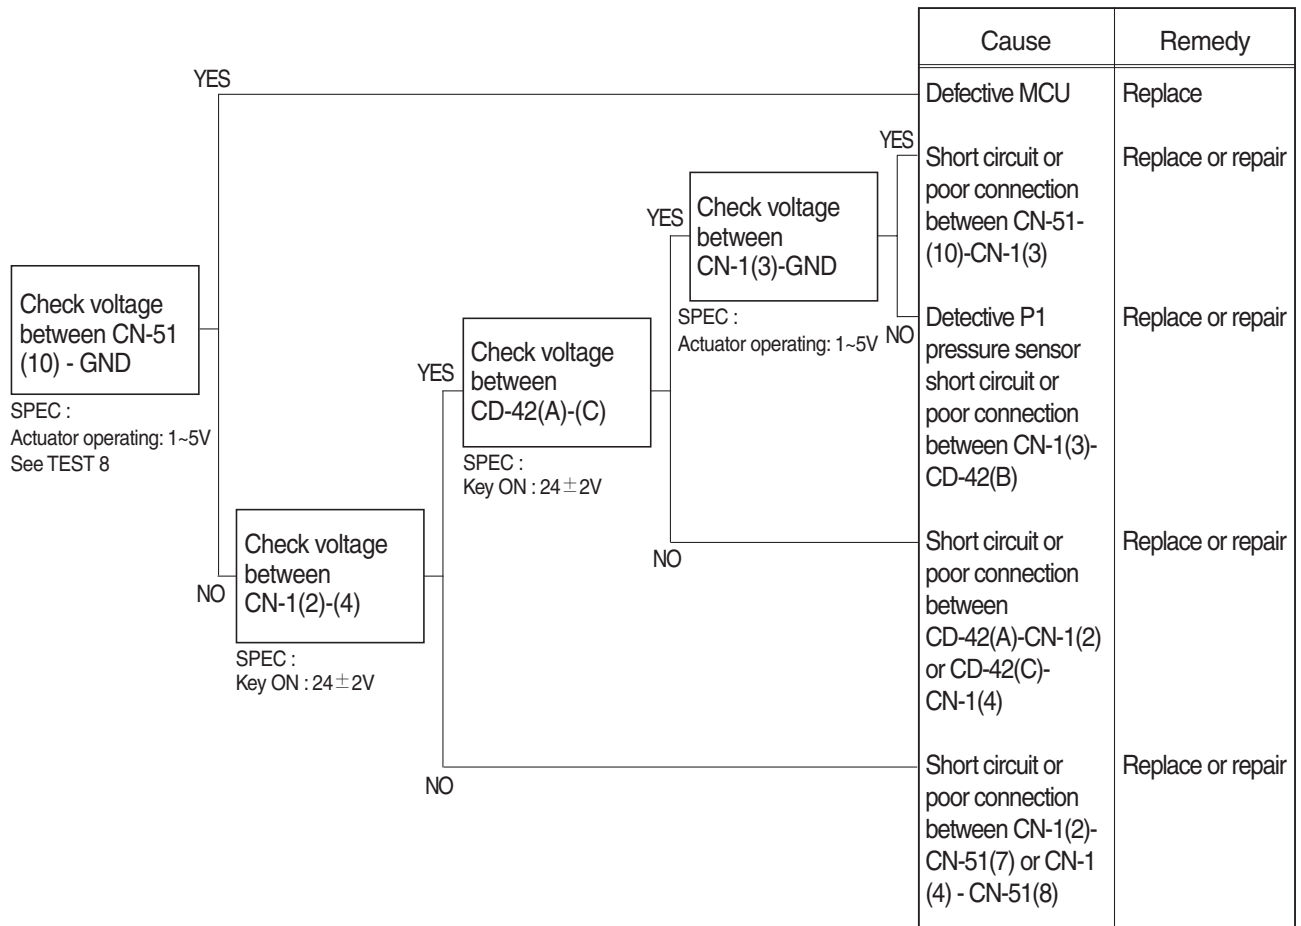 Cause
Remedy
YES
Defective MCU
Replace
YES
Short circuit or
poor connection
between CN-51-
(10)-CN-1(3)
Replace or repair
YES
Check voltage
between
CN-1(3)-GND
SPEC :
Actuator operating: 1~5V
NO
Detective P1
pressure sensor
short circuit or
poor connection
between CN-1(3)-
CD-42(B)
Replace or repair
Check voltage
between CN-51
(10) - GND
SPEC :
Actuator operating: 1~5V
See TEST 8
YES
Check voltage
between
CD-42(A)-(C)
SPEC :
Key ON : 24±2V
NO
Short circuit or
poor connection
between
CD-42(A)-CN-1(2)
or CD-42(C)-
CN-1(4)
Replace or repair
NO
Check voltage
between
CN-1(2)-(4)
SPEC :
Key ON : 24±2V
NO
Short circuit or
poor connection
between CN-1(2)-
CN-51(7) or CN-1
(4) - CN-51(8)
Replace or repair